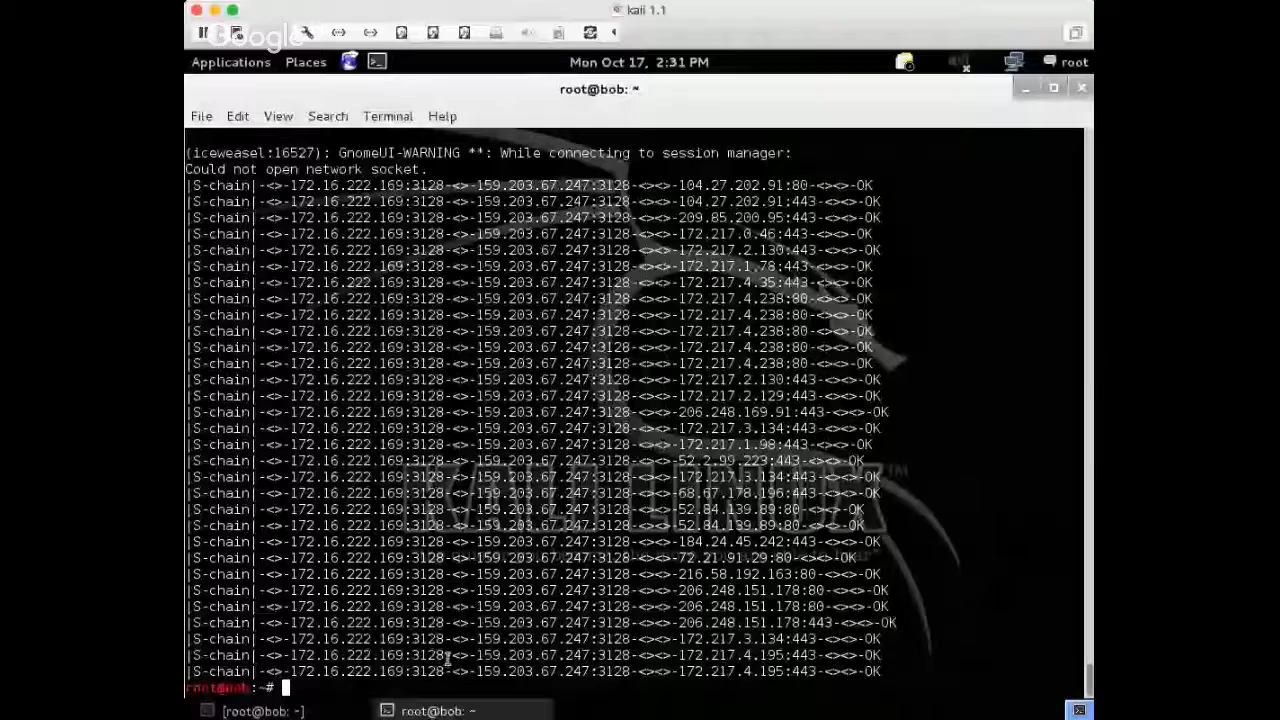 kali 1.1
Google
Applications Places Mon Oct 17, 2:31 PM root
root@bob: ~
File Edit View Search Terminal Help
(iceweasel:16527): GnomeUI-WARNING **: While connecting to session manager:
Could not open network socket.
|S-chain|-<>-172.16.222.169:3128-<>-159.203.67.247:3128-<><>-104.27.202.91:80-<><>-OK
|S-chain|-<>-172.16.222.169:3128-<>-159.203.67.247:3128-<><>-104.27.202.91:443-<><>-OK
|S-chain|-<>-172.16.222.169:3128-<>-159.203.67.247:3128-<><>-209.85.200.95:443-<><>-OK
|S-chain|-<>-172.16.222.169:3128-<>-159.203.67.247:3128-<><>-172.217.0.46:443-<><>-OK
|S-chain|-<>-172.16.222.169:3128-<>-159.203.67.247:3128-<><>-172.217.2.130:443-<><>-OK
|S-chain|-<>-172.16.222.169:3128-<>-159.203.67.247:3128-<><>-172.217.1.78:443-<><>-OK
|S-chain|-<>-172.16.222.169:3128-<>-159.203.67.247:3128-<><>-172.217.4.35:443-<><>-OK
|S-chain|-<>-172.16.222.169:3128-<>-159.203.67.247:3128-<><>-172.217.4.238:80-<><>-OK
|S-chain|-<>-172.16.222.169:3128-<>-159.203.67.247:3128-<><>-172.217.4.238:80-<><>-OK
|S-chain|-<>-172.16.222.169:3128-<>-159.203.67.247:3128-<><>-172.217.4.238:80-<><>-OK
|S-chain|-<>-172.16.222.169:3128-<>-159.203.67.247:3128-<><>-172.217.4.238:80-<><>-OK
|S-chain|-<>-172.16.222.169:3128-<>-159.203.67.247:3128-<><>-172.217.4.238:80-<><>-OK
|S-chain|-<>-172.16.222.169:3128-<>-159.203.67.247:3128-<><>-172.217.2.130:443-<><>-OK
|S-chain|-<>-172.16.222.169:3128-<>-159.203.67.247:3128-<><>-172.217.2.129:443-<><>-OK
|S-chain|-<>-172.16.222.169:3128-<>-159.203.67.247:3128-<><>-206.248.169.91:443-<><>-OK
|S-chain|-<>-172.16.222.169:3128-<>-159.203.67.247:3128-<><>-172.217.3.134:443-<><>-OK
|S-chain|-<>-172.16.222.169:3128-<>-159.203.67.247:3128-<><>-172.217.1.98:443-<><>-OK
|S-chain|-<>-172.16.222.169:3128-<>-159.203.67.247:3128-<><>-52.2.99.223:443-<><>-OK
|S-chain|-<>-172.16.222.169:3128-<>-159.203.67.247:3128-<><>-172.217.3.134:443-<><>-OK
|S-chain|-<>-172.16.222.169:3128-<>-159.203.67.247:3128-<><>-68.67.178.196:443-<><>-OK
|S-chain|-<>-172.16.222.169:3128-<>-159.203.67.247:3128-<><>-52.84.139.89:80-<><>-OK
|S-chain|-<>-172.16.222.169:3128-<>-159.203.67.247:3128-<><>-52.84.139.89:80-<><>-OK
|S-chain|-<>-172.16.222.169:3128-<>-159.203.67.247:3128-<><>-184.24.45.242:443-<><>-OK
|S-chain|-<>-172.16.222.169:3128-<>-159.203.67.247:3128-<><>-72.21.91.29:80-<><>-OK
|S-chain|-<>-172.16.222.169:3128-<>-159.203.67.247:3128-<><>-216.58.192.163:80-<><>-OK
|S-chain|-<>-172.16.222.169:3128-<>-159.203.67.247:3128-<><>-206.248.151.178:80-<><>-OK
|S-chain|-<>-172.16.222.169:3128-<>-159.203.67.247:3128-<><>-206.248.151.178:80-<><>-OK
|S-chain|-<>-172.16.222.169:3128-<>-159.203.67.247:3128-<><>-206.248.151.178:443-<><>-OK
|S-chain|-<>-172.16.222.169:3128-<>-159.203.67.247:3128-<><>-172.217.3.134:443-<><>-OK
|S-chain|-<>-172.16.222.169:3128-<>-159.203.67.247:3128-<><>-172.217.4.195:443-<><>-OK
|S-chain|-<>-172.16.222.169:3128-<>-159.203.67.247:3128-<><>-172.217.4.195:443-<><>-OK
root@bob:~#
KALI LINUX™
[root@bob: ~] root@bob: ~